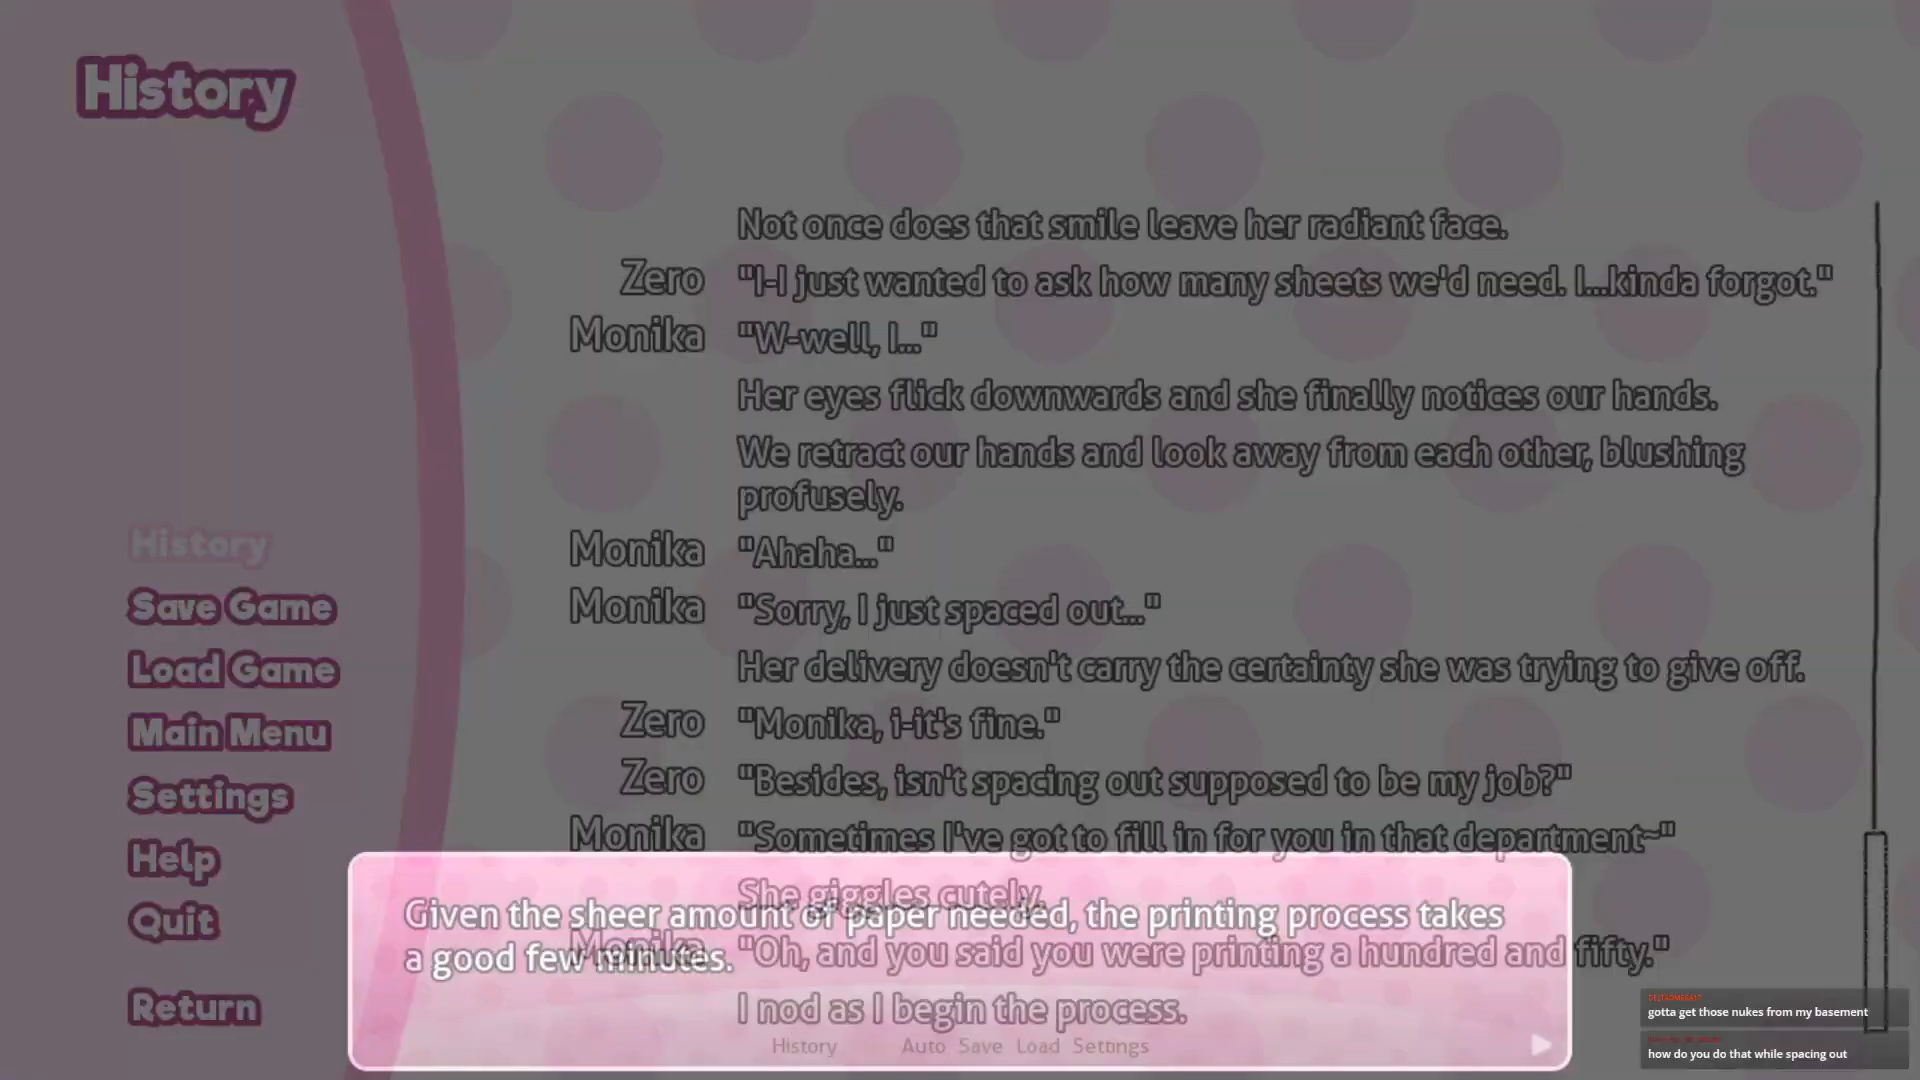 History
Not once does that smile leave her radiant face.
Zero "I-I just wanted to ask how many sheets we'd need. I...kinda forgot."
Monika "W-well, I..."
Her eyes flick downwards and she finally notices our hands.
We retract our hands and look away from each other, blushing
profusely.
Monika "Ahaha..."
Monika "Sorry, I just spaced out..."
Her delivery doesn't carry the certainty she was trying to give off.
Zero "Monika, i-it's fine."
Zero "Besides, isn't spacing out supposed to be my job?"
Monika "Sometimes I've got to fill in for you in that department~"
She giggles cutely.
Monika "Oh, and you said you were printing a hundred and fifty."
I nod as I begin the process.
History
Save Game
Load Game
Main Menu
Settings
Help
Quit
Return
Given the sheer amount of paper needed, the printing process takes
a good few minutes.
History Auto Save Load Settings
gotta get those nukes from my basement
how do you do that while spacing out